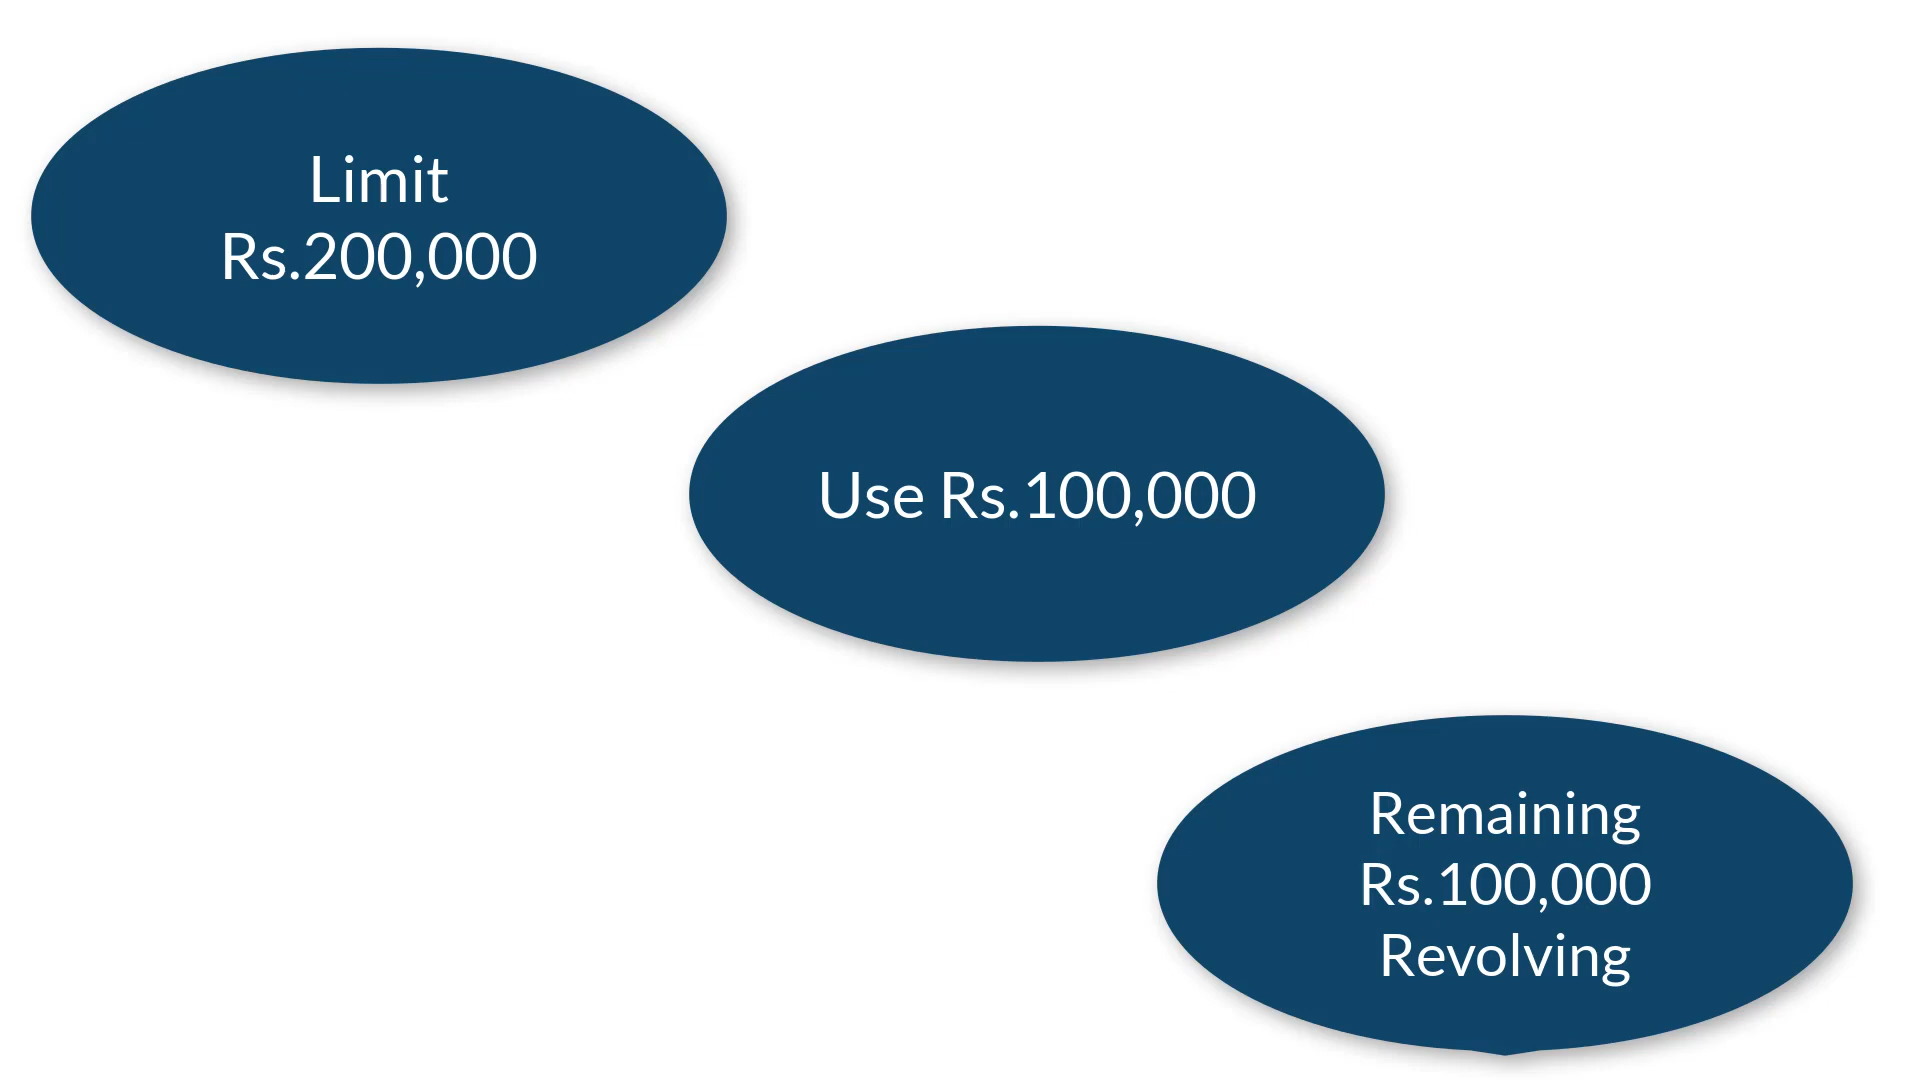 Limit
Rs.200,000
Use Rs.100,000
Remaining
Rs.100,000
Revolving